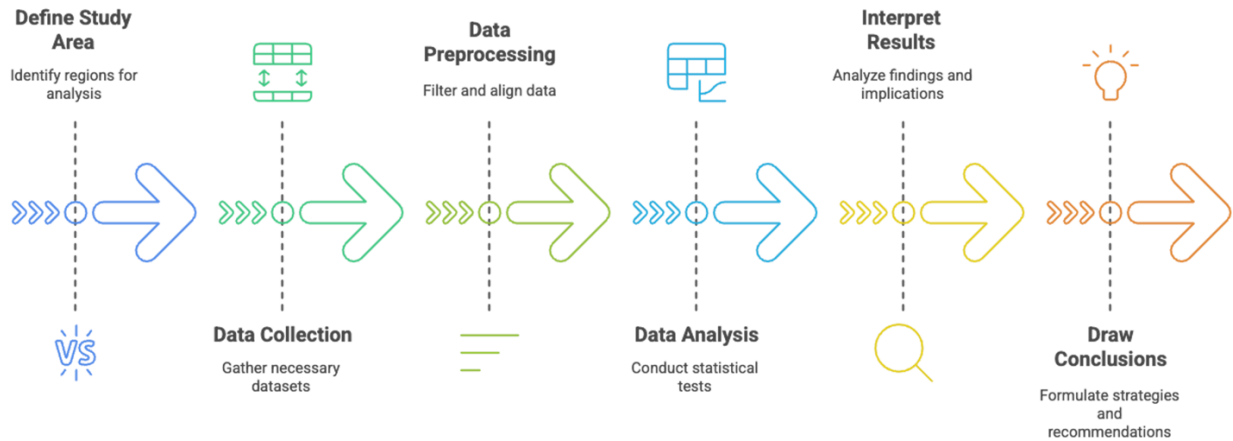 Define Study
Area
Identify regions for
analysis
VS
Data Collection
Gather necessary
datasets
Data
Preprocessing
Filter and align data
Data Analysis
Conduct statistical
tests
Interpret
Results
Analyze findings and
implications
Draw
Conclusions
Formulate strategies
and
recommendations